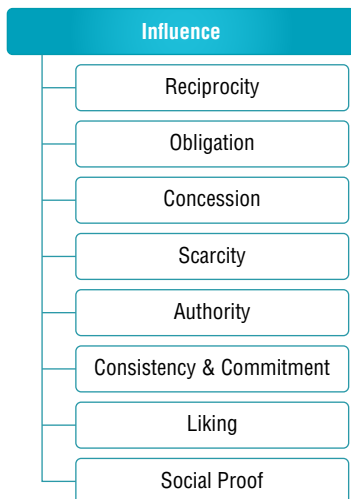 Influence
Reciprocity
Obligation
Concession
Scarcity
Authority
Consistency & Commitment
Liking
Social Proof